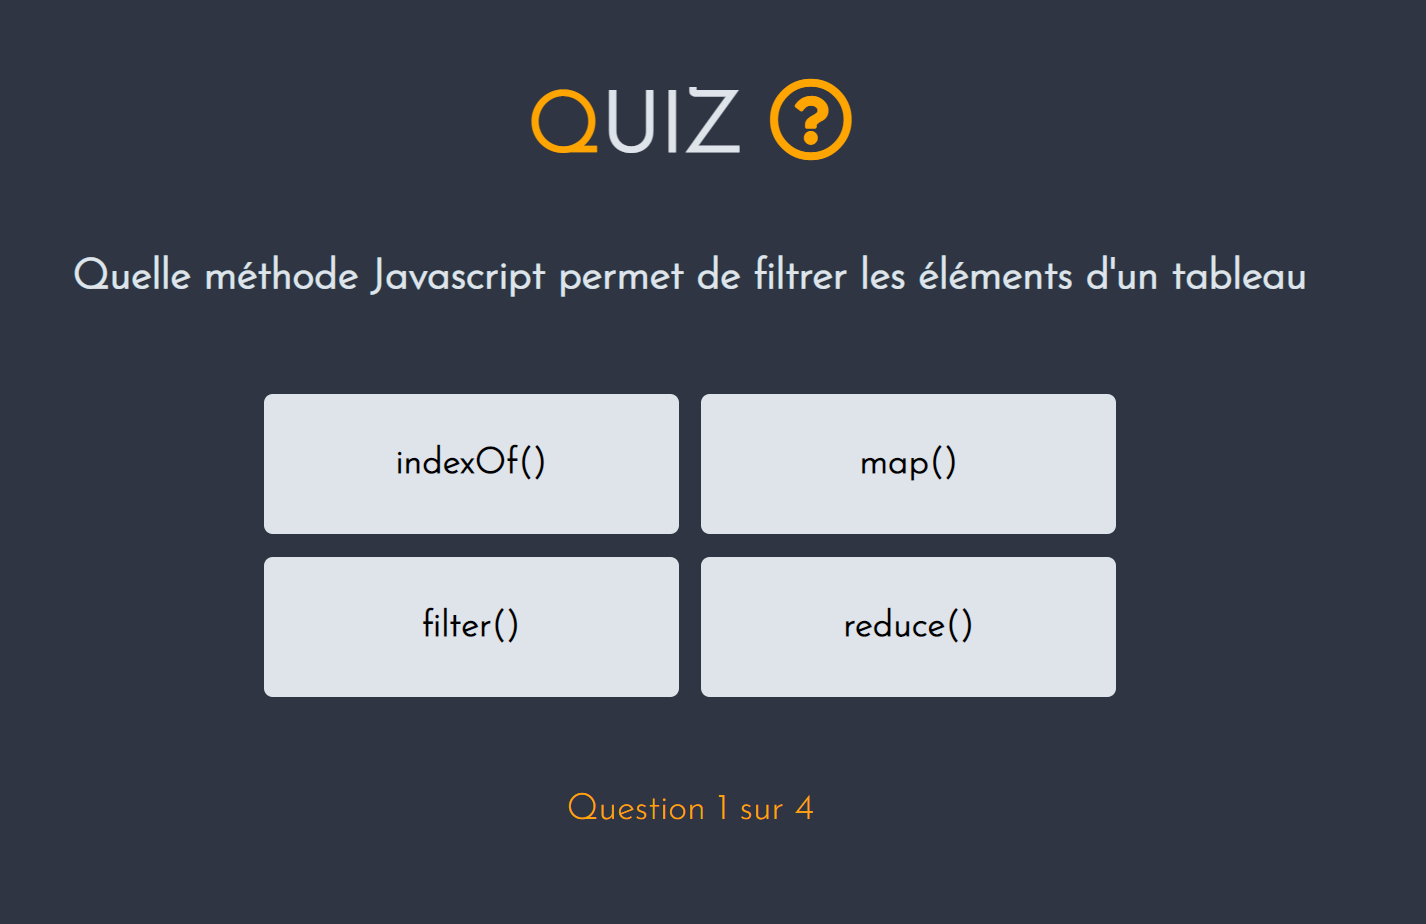 QUIZ ?
Quelle méthode Javascript permet de filtrer les éléments d'un tableau
indexOf()
map()
filter()
reduce()
Question 1 sur 4